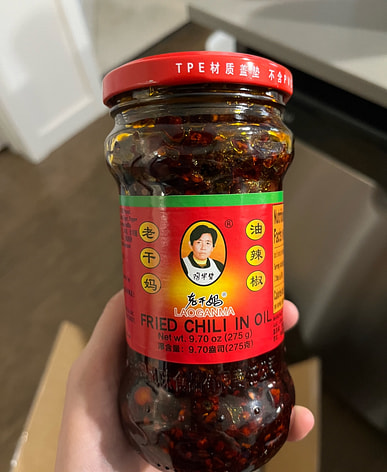 TPE材质盖垫 不含P
老干妈
油辣椒
®
陶华碧
老干妈®
LAOGANMA
FRIED CHILI IN OIL
Net wt. 9.70 oz (275 g)
净含量: 9.70盎司(275克)